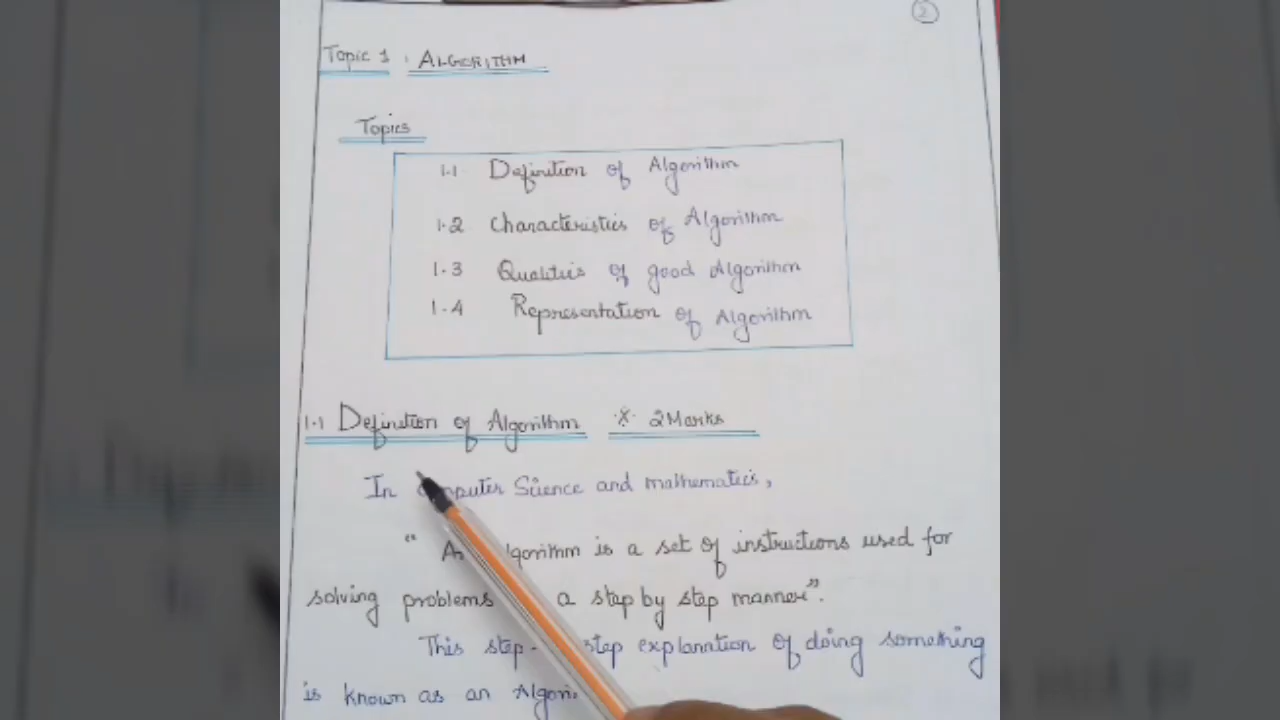 2
Topic 1 : ALGORITHM
Topics
1.1 Definition of Algorithm
1.2 Characteristics of Algorithm
1.3 Qualities of good Algorithm
1.4 Representation of Algorithm
1.1 Definition of Algorithm ※ 2 Marks
In Computer Science and mathematics,
" An Algorithm is a set of instructions used for
solving problems a step by step manner".
This step- step explanation of doing something
is known as an